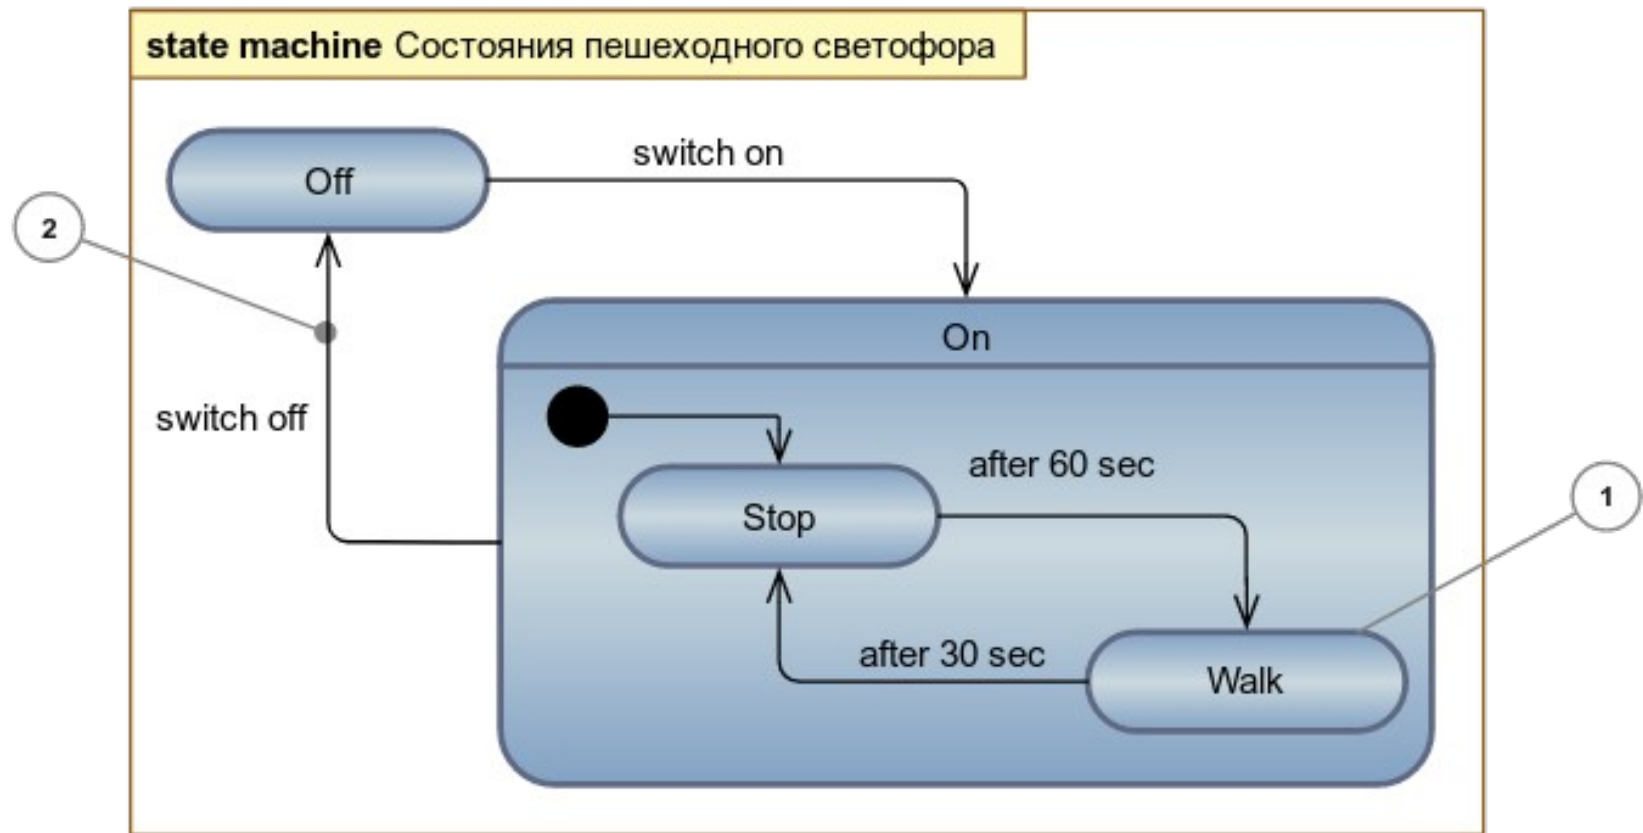 state machine Состояния пешеходного светофора
switch on
Off
2
On
switch off
after 60 sec
1
Stop
after 30 sec
Walk